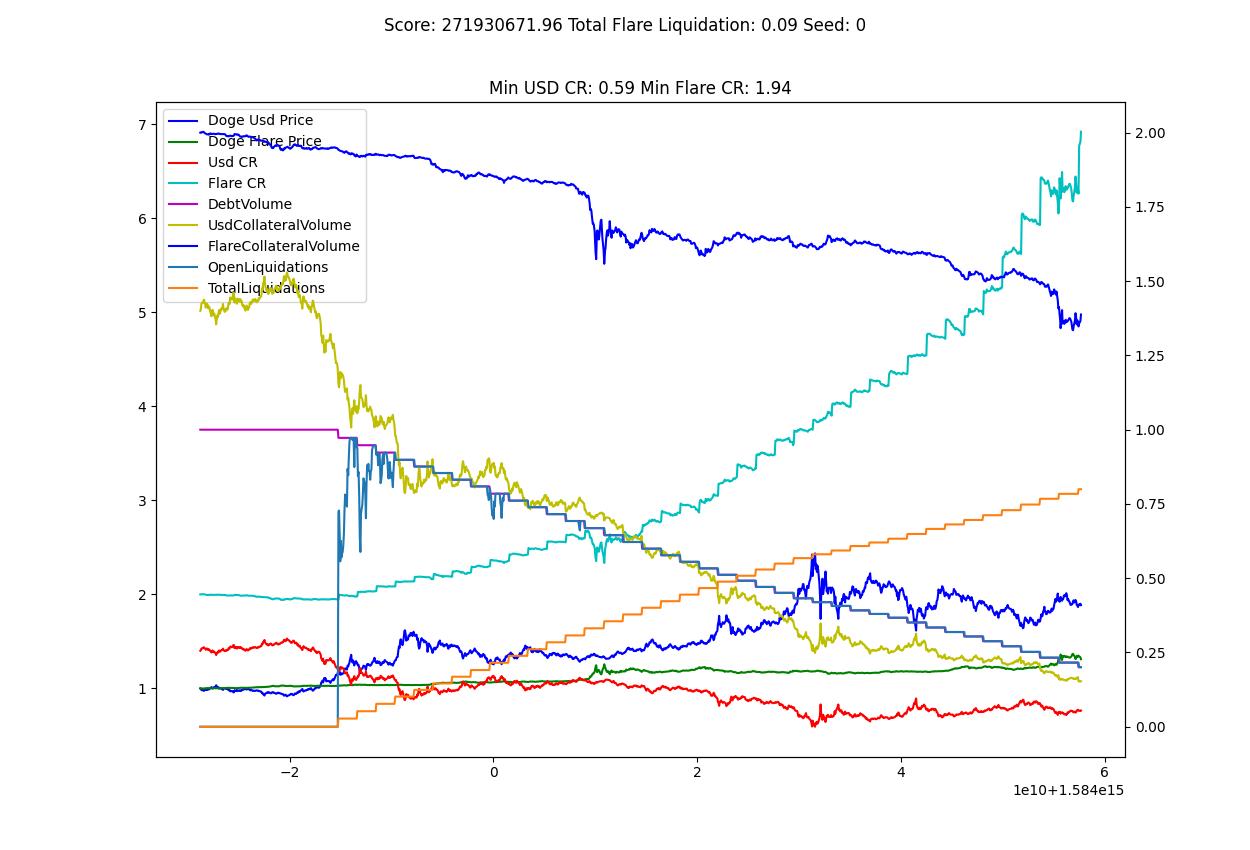 Score: 271930671.96 Total Flare Liquidation: 0.09 Seed: 0
Min USD CR: 0.59 Min Flare CR: 1.94
Doge Usd Price
Doge Flare Price
Usd CR
Flare CR
DebtVolume
UsdCollateralVolume
FlareCollateralVolume
OpenLiquidations
TotalLiquidations
7
6
5
4
3
2
1
2.00
1.75
1.50
1.25
1.00
0.75
0.50
0.25
0.00
−2
0
2
4
6
1e10+1.584e15